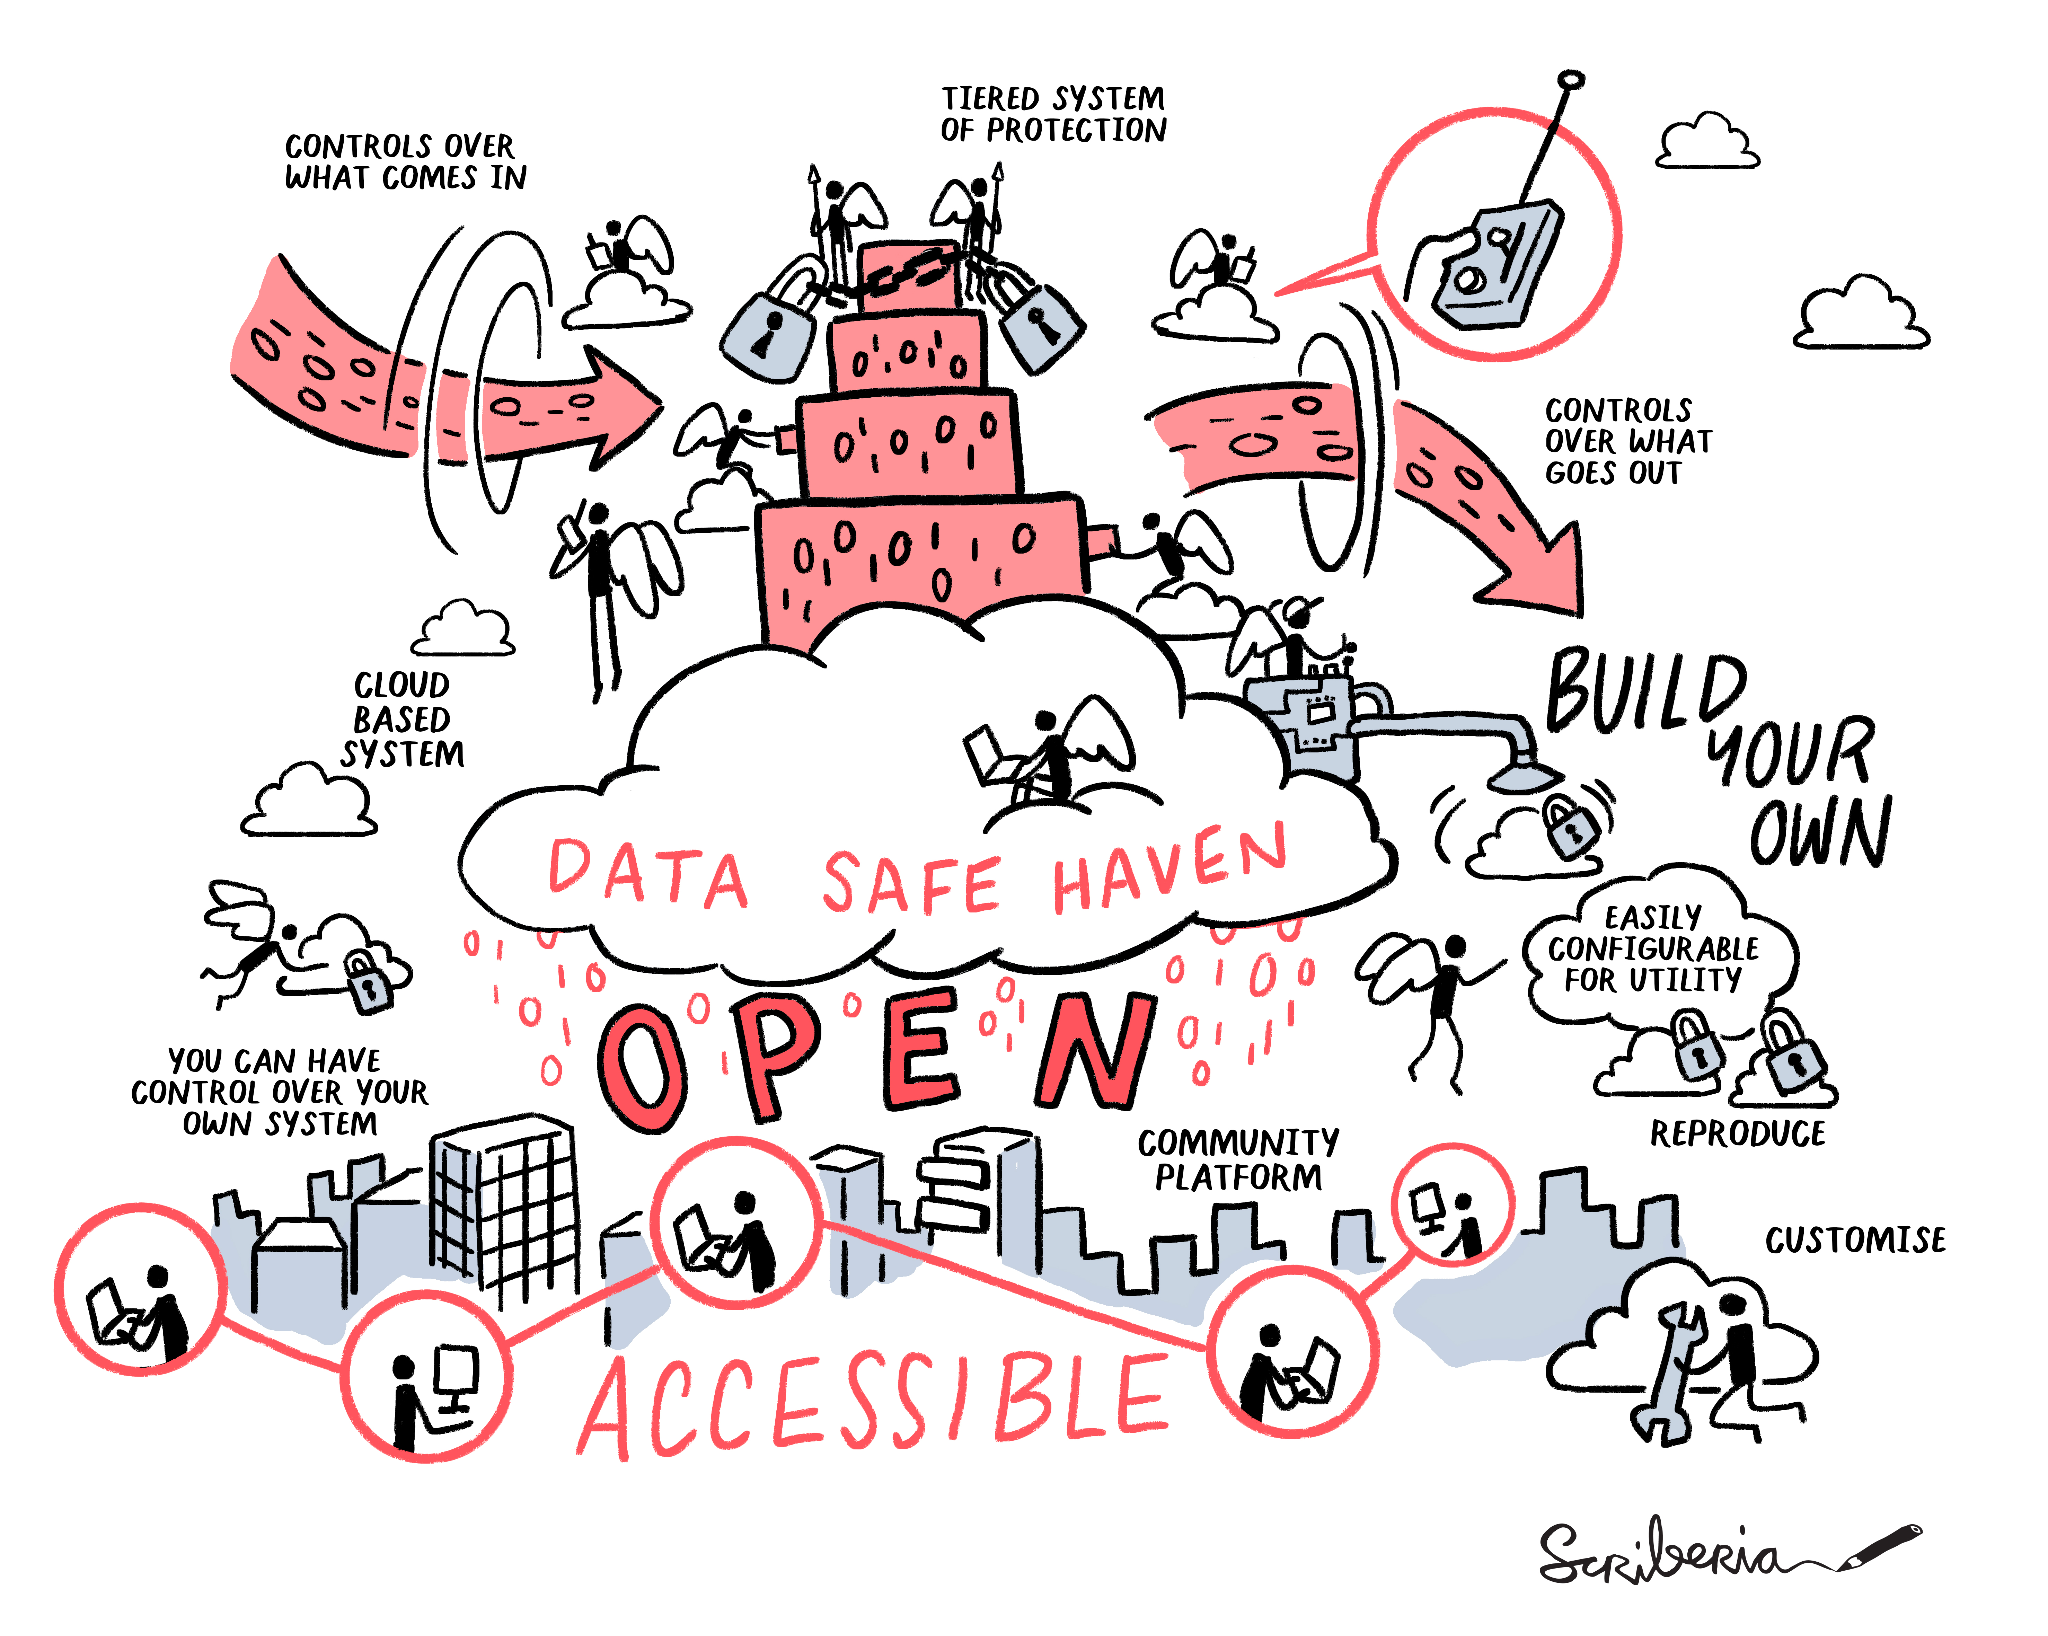 TIERED SYSTEM
OF PROTECTION
CONTROLS OVER
WHAT COMES IN
CONTROLS
OVER WHAT
GOES OUT
CLOUD
BASED
SYSTEM
BUILD
YOUR
OWN
DATA SAFE HAVEN
EASILY
CONFIGURABLE
FOR UTILITY
OPEN
YOU CAN HAVE
CONTROL OVER YOUR
OWN SYSTEM
REPRODUCE
COMMUNITY
PLATFORM
CUSTOMISE
ACCESSIBLE
Scriberia